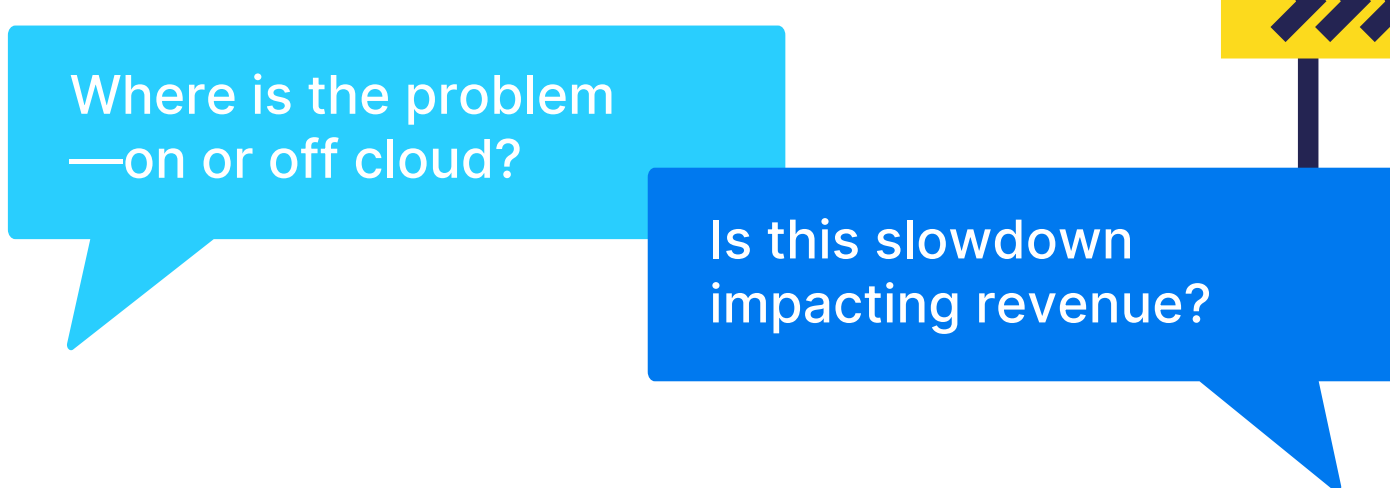 Where is the problem
—on or off cloud?
Is this slowdown
impacting revenue?